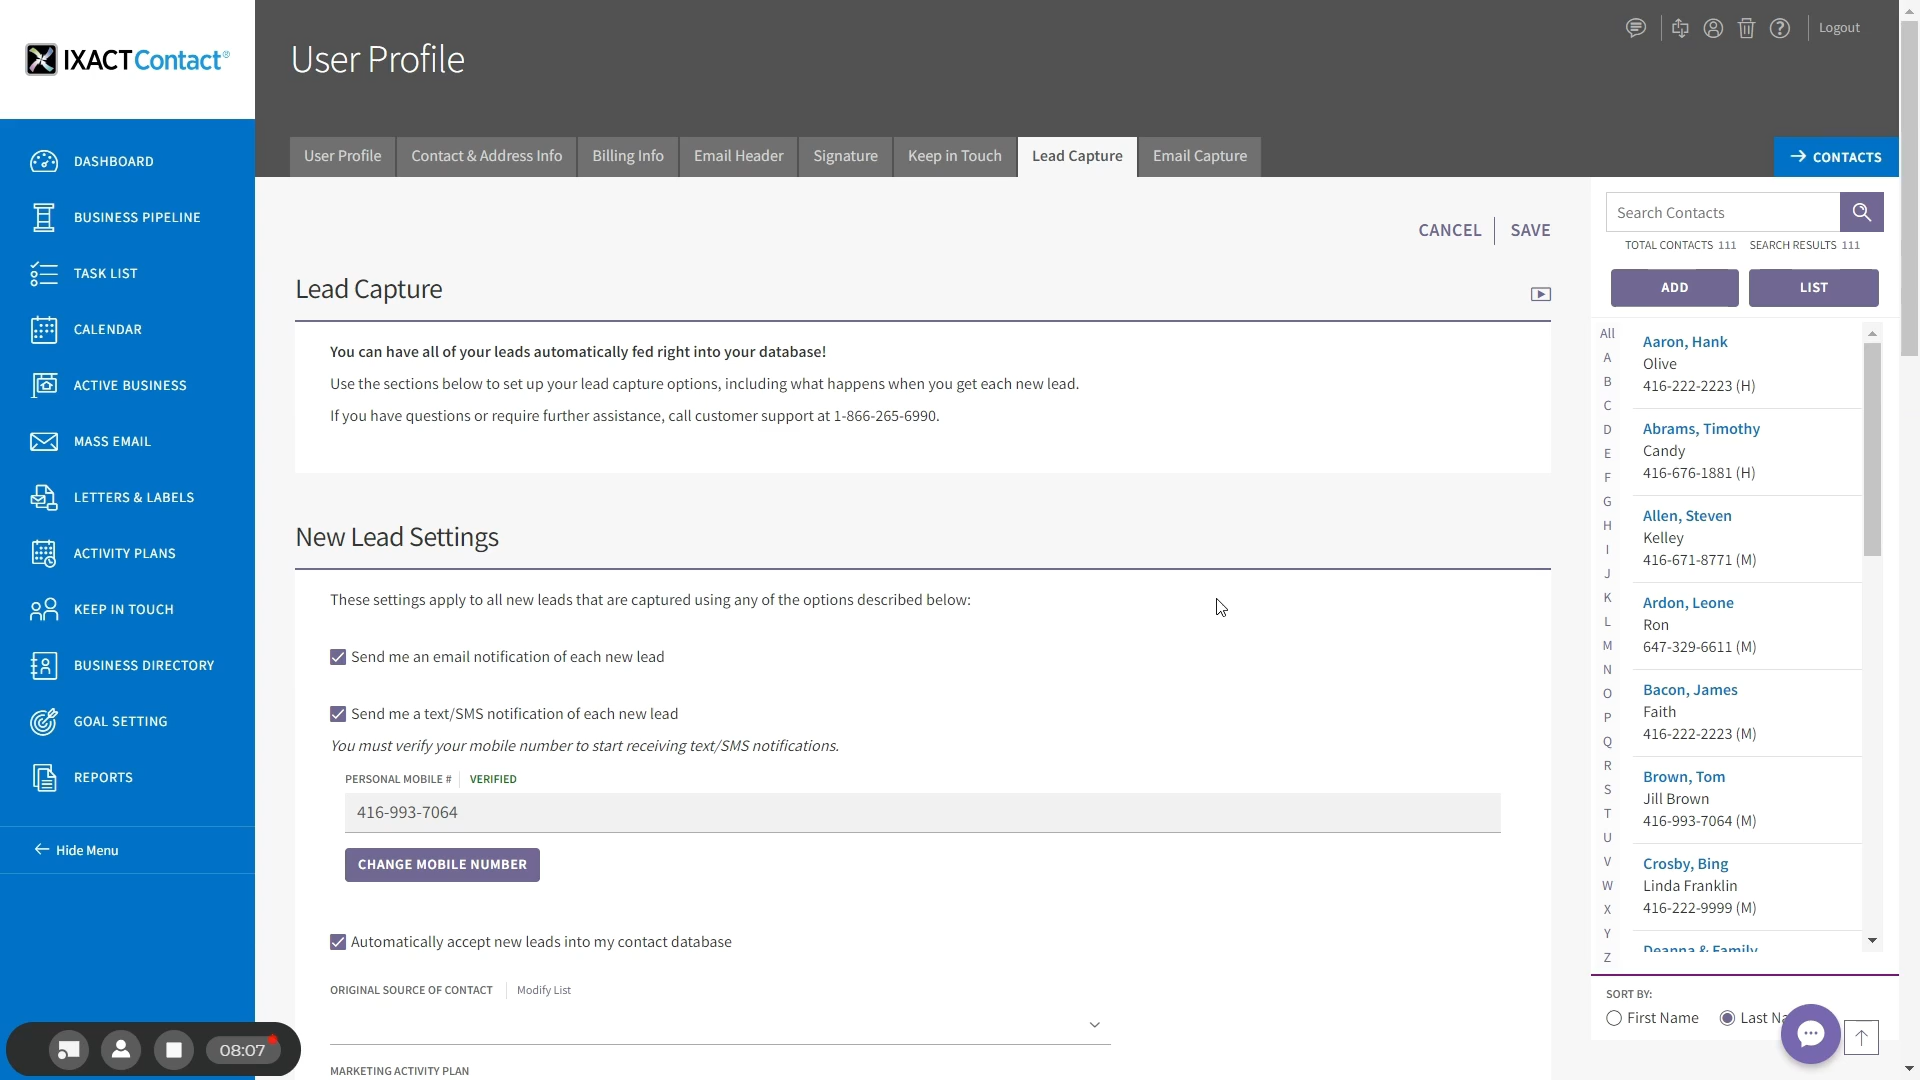 IXACTContact®
User Profile
Logout
User Profile
Contact & Address Info
Billing Info
Email Header
Signature
Keep in Touch
Lead Capture
Email Capture
CONTACTS
DASHBOARD
BUSINESS PIPELINE
TASK LIST
CALENDAR
ACTIVE BUSINESS
MASS EMAIL
LETTERS & LABELS
ACTIVITY PLANS
KEEP IN TOUCH
BUSINESS DIRECTORY
GOAL SETTING
REPORTS
Hide Menu
08:07
CANCEL
SAVE
Lead Capture
You can have all of your leads automatically fed right into your database!
Use the sections below to set up your lead capture options, including what happens when you get each new lead.
If you have questions or require further assistance, call customer support at 1-866-265-6990.
New Lead Settings
These settings apply to all new leads that are captured using any of the options described below:
Send me an email notification of each new lead
Send me a text/SMS notification of each new lead
You must verify your mobile number to start receiving text/SMS notifications.
PERSONAL MOBILE # VERIFIED
416-993-7064
CHANGE MOBILE NUMBER
Automatically accept new leads into my contact database
ORIGINAL SOURCE OF CONTACT Modify List
MARKETING ACTIVITY PLAN
Search Contacts
TOTAL CONTACTS 111 SEARCH RESULTS 111
ADD
LIST
All
A
B
C
D
E
F
G
H
I
J
K
L
M
N
O
P
Q
R
S
T
U
V
W
X
Y
Z
Aaron, Hank
Olive
416-222-2223 (H)
Abrams, Timothy
Candy
416-676-1881 (H)
Allen, Steven
Kelley
416-671-8771 (M)
Ardon, Leone
Ron
647-329-6611 (M)
Bacon, James
Faith
416-222-2223 (M)
Brown, Tom
Jill Brown
416-993-7064 (M)
Crosby, Bing
Linda Franklin
416-222-9999 (M)
Deanna & Family
SORT BY:
First Name
Last Na